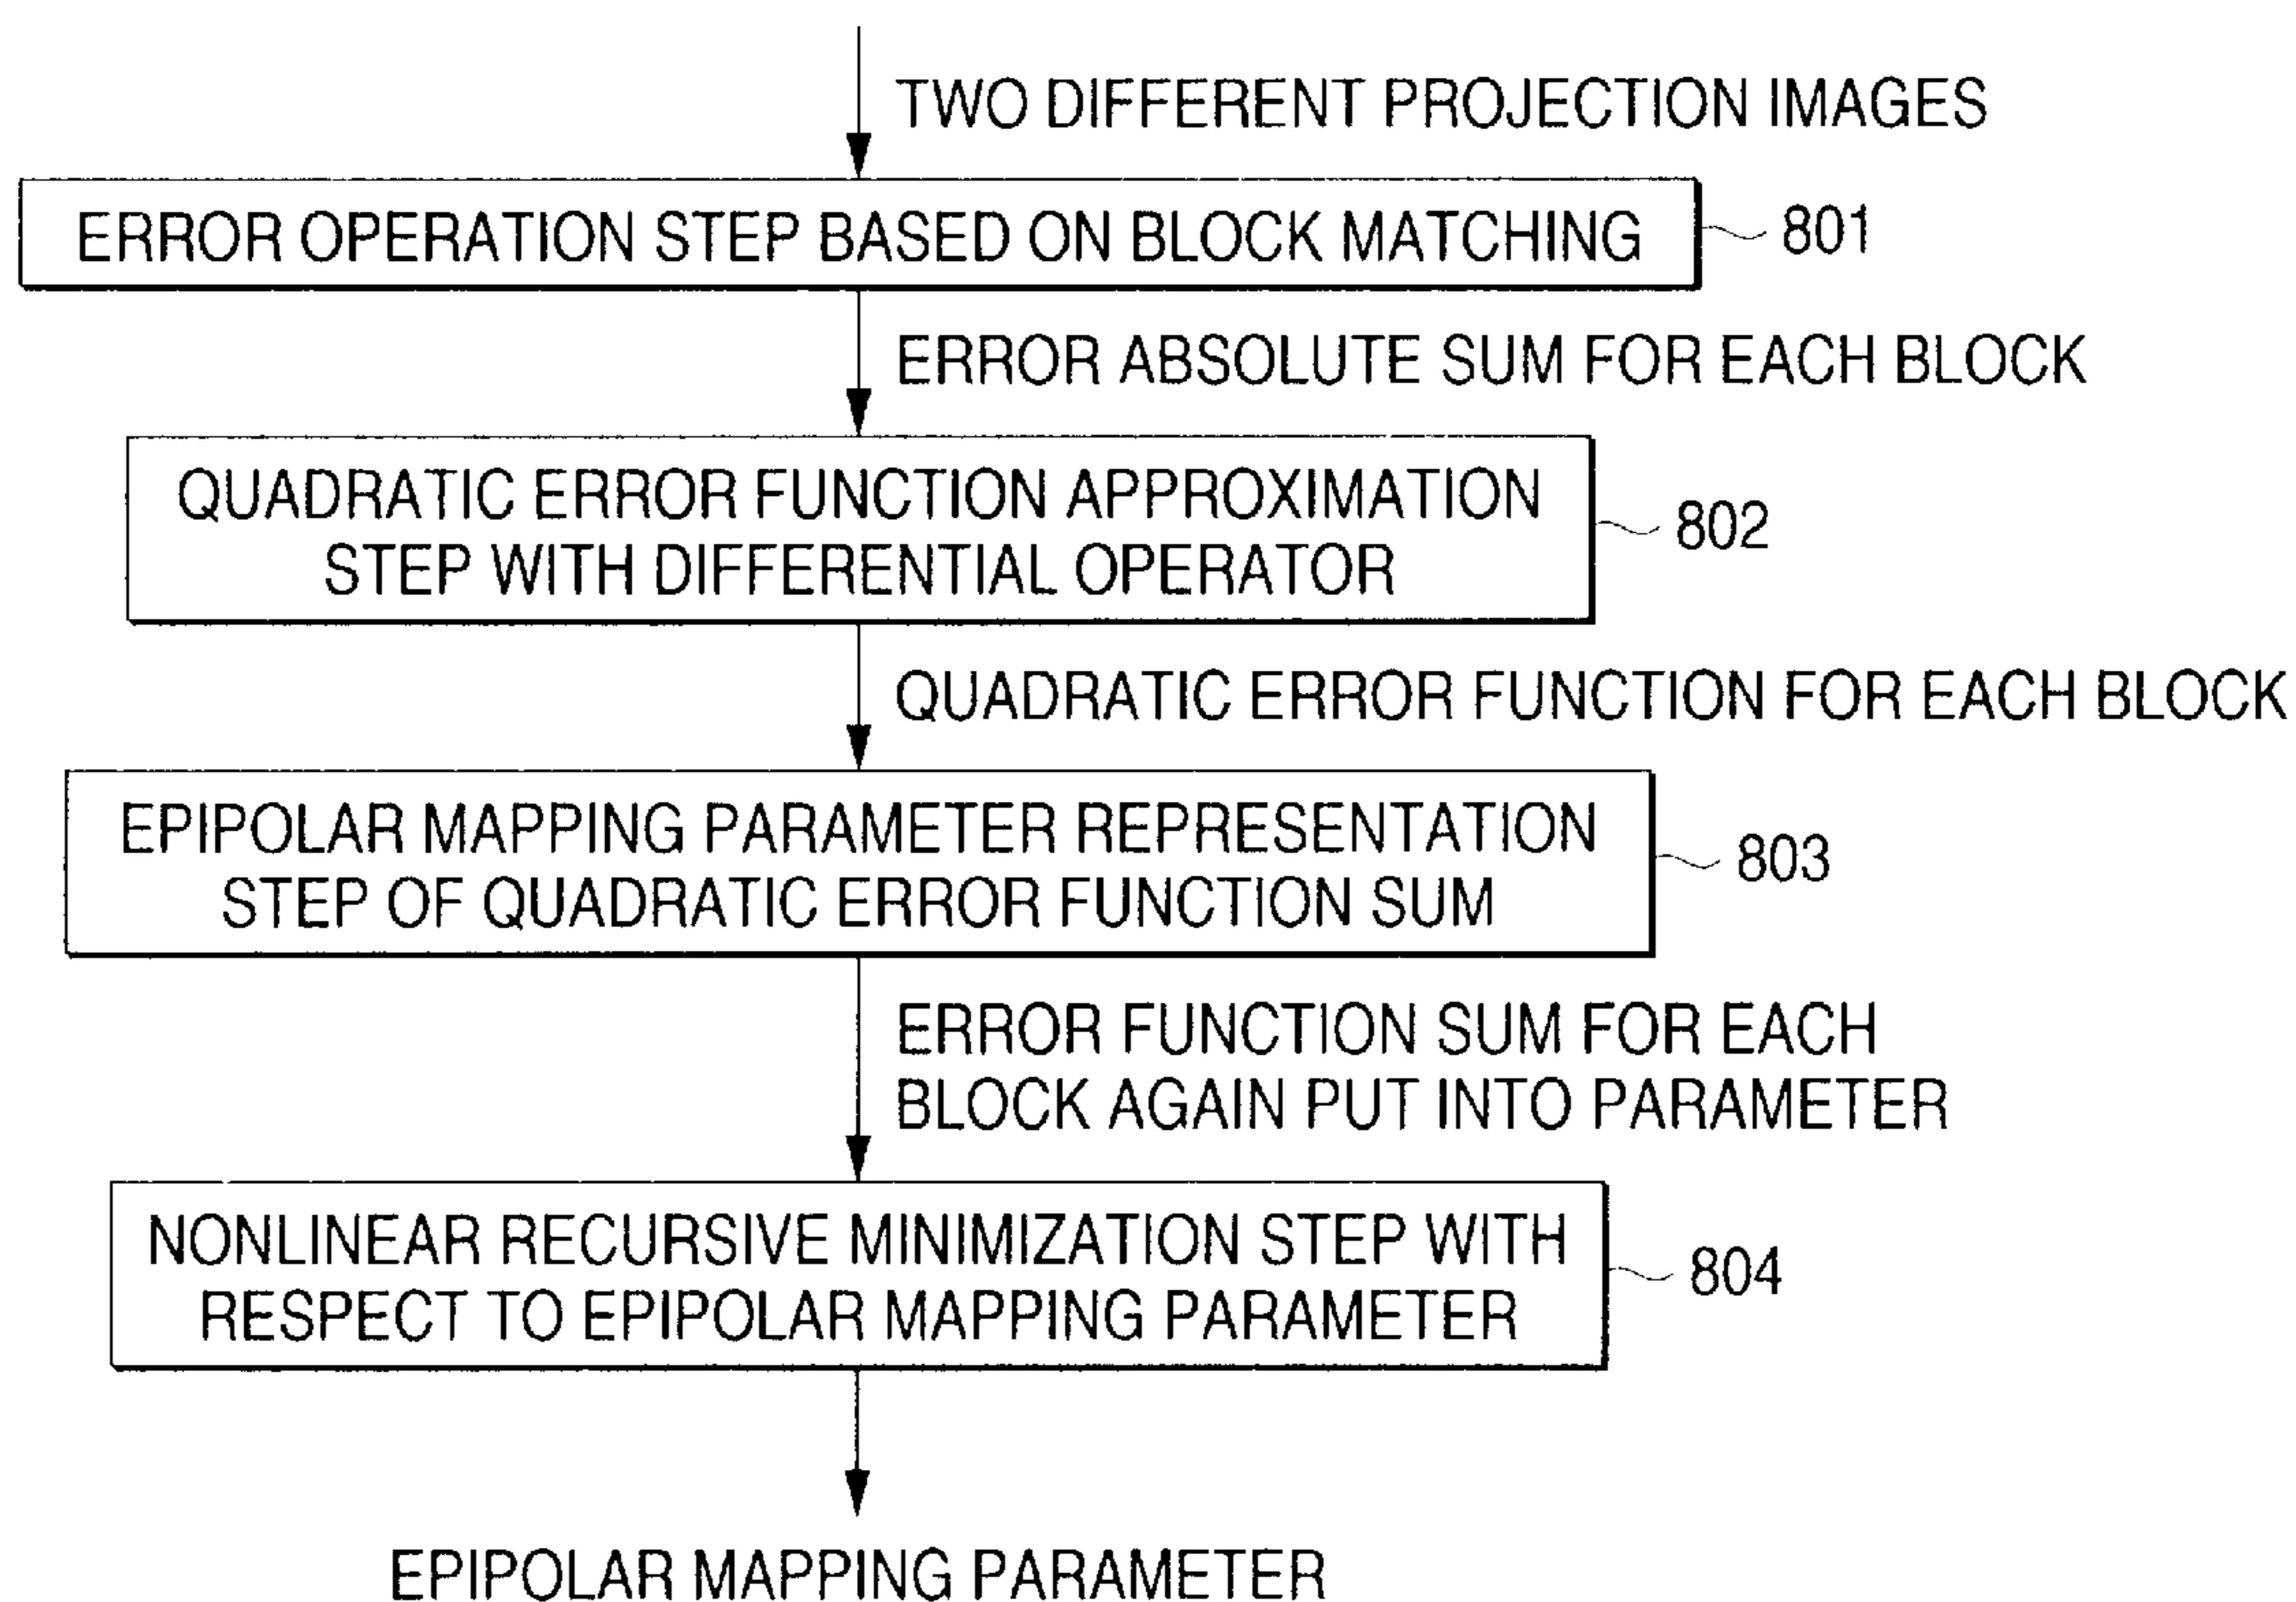 TWO DIFFERENT PROJECTION IMAGES
ERROR OPERATION STEP BASED ON BLOCK MATCHING
801
ERROR ABSOLUTE SUM FOR EACH BLOCK
QUADRATIC ERROR FUNCTION APPROXIMATION
STEP WITH DIFFERENTIAL OPERATOR
802
QUADRATIC ERROR FUNCTION FOR EACH BLOCK
EPIPOLAR MAPPING PARAMETER REPRESENTATION
STEP OF QUADRATIC ERROR FUNCTION SUM
803
ERROR FUNCTION SUM FOR EACH
BLOCK AGAIN PUT INTO PARAMETER
NONLINEAR RECURSIVE MINIMIZATION STEP WITH
RESPECT TO EPIPOLAR MAPPING PARAMETER
804
EPIPOLAR MAPPING PARAMETER